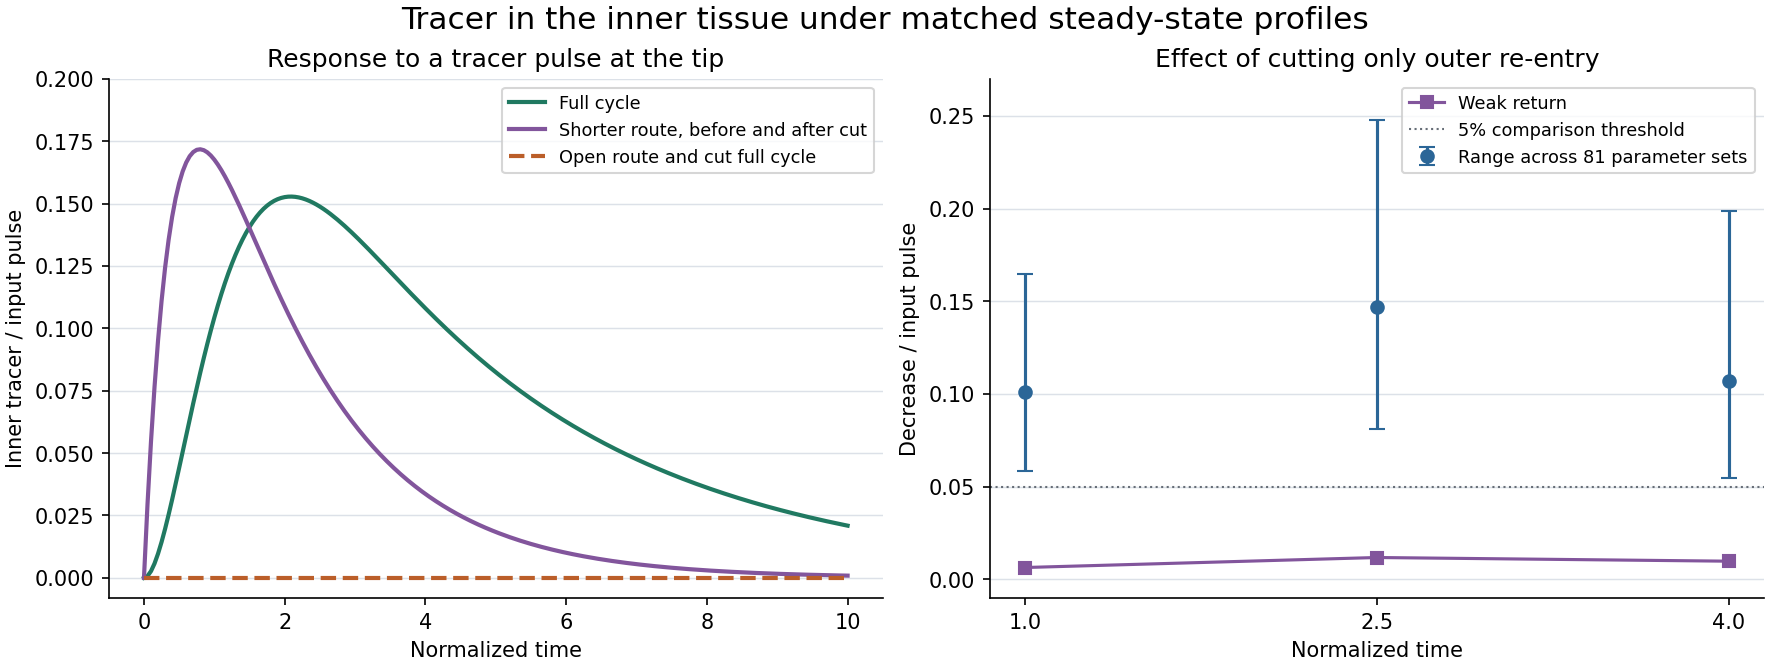 Tracer in the inner tissue under matched steady-state profiles
Response to a tracer pulse at the tip
Inner tracer / input pulse
0.200
0.175
0.150
0.125
0.100
0.075
0.050
0.025
0.000
Full cycle
Shorter route, before and after cut
Open route and cut full cycle
0 2 4 6 8 10
Normalized time
Effect of cutting only outer re-entry
Decrease / input pulse
0.25
0.20
0.15
0.10
0.05
0.00
Weak return
5% comparison threshold
Range across 81 parameter sets
1.0 2.5 4.0
Normalized time